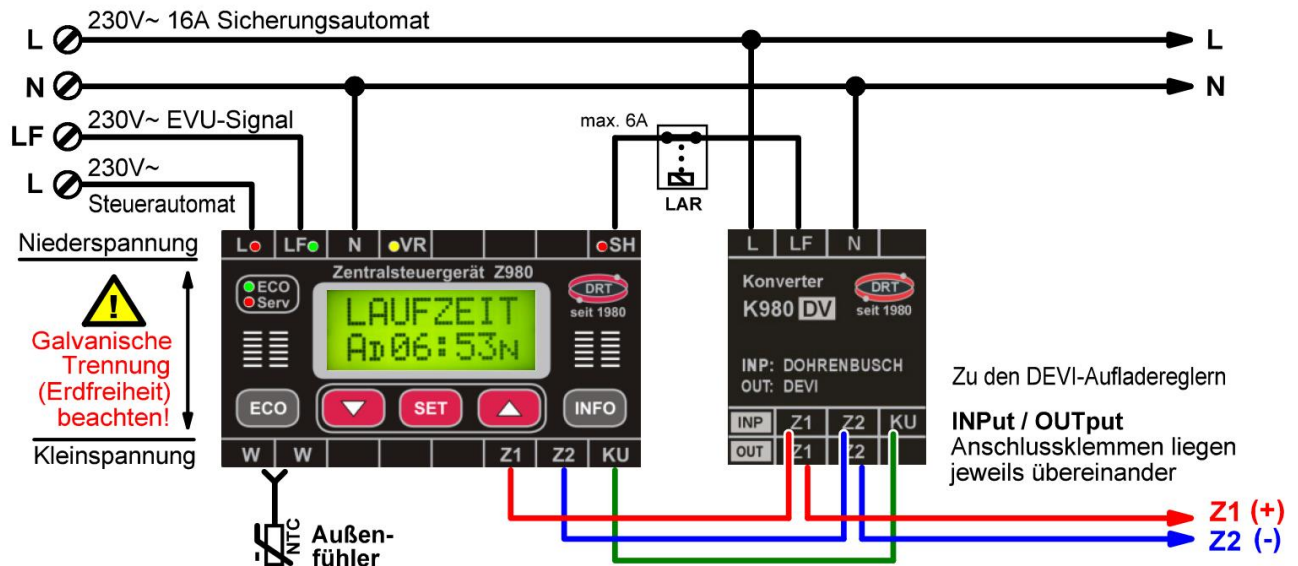 230V~ 16A Sicherungsautomat
L
L
N
N
230V~ EVU-Signal
LF
max. 6A
230V~
L
Steuerautomat
LAR
Niederspannung
L LF N VR SH
L LF N
Zentralsteuergerät Z980
ECO
Serv
DRT
seit 1980
LAUFZEIT
AD06:53N
Konverter
K980 DV
DRT
seit 1980
!
Galvanische
Trennung
(Erdfreiheit)
beachten!
INP: DOHRENBUSCH
OUT: DEVI
ECO SET INFO
Zu den DEVI-Aufladereglern
INPut / OUTput
Anschlussklemmen liegen
jeweils übereinander
INP Z1 Z2 KU
OUT Z1 Z2
Kleinspannung
W W Z1 Z2 KU
Z1 (+)
Z2 (-)
NTC
Außen-
fühler